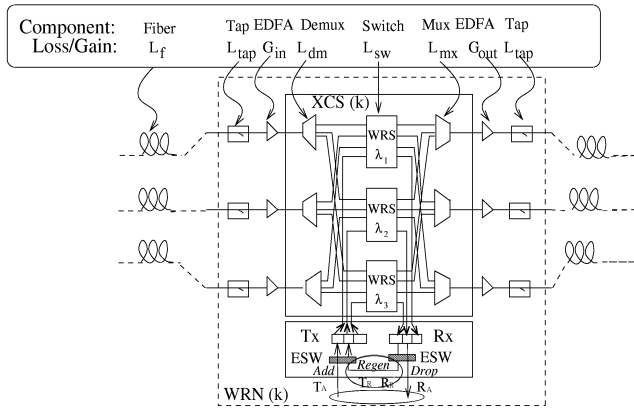 Component: Fiber Tap EDFA Demux Switch Mux EDFA Tap
Loss/Gain: L_f L_tap G_in L_dm L_sw L_mx G_out L_tap
XCS (k)
WRS
λ_1
WRS
λ_2
WRS
λ_3
Tx Rx
ESW ESW
Add Regen Drop
T_A T_R R_R R_A
WRN (k)